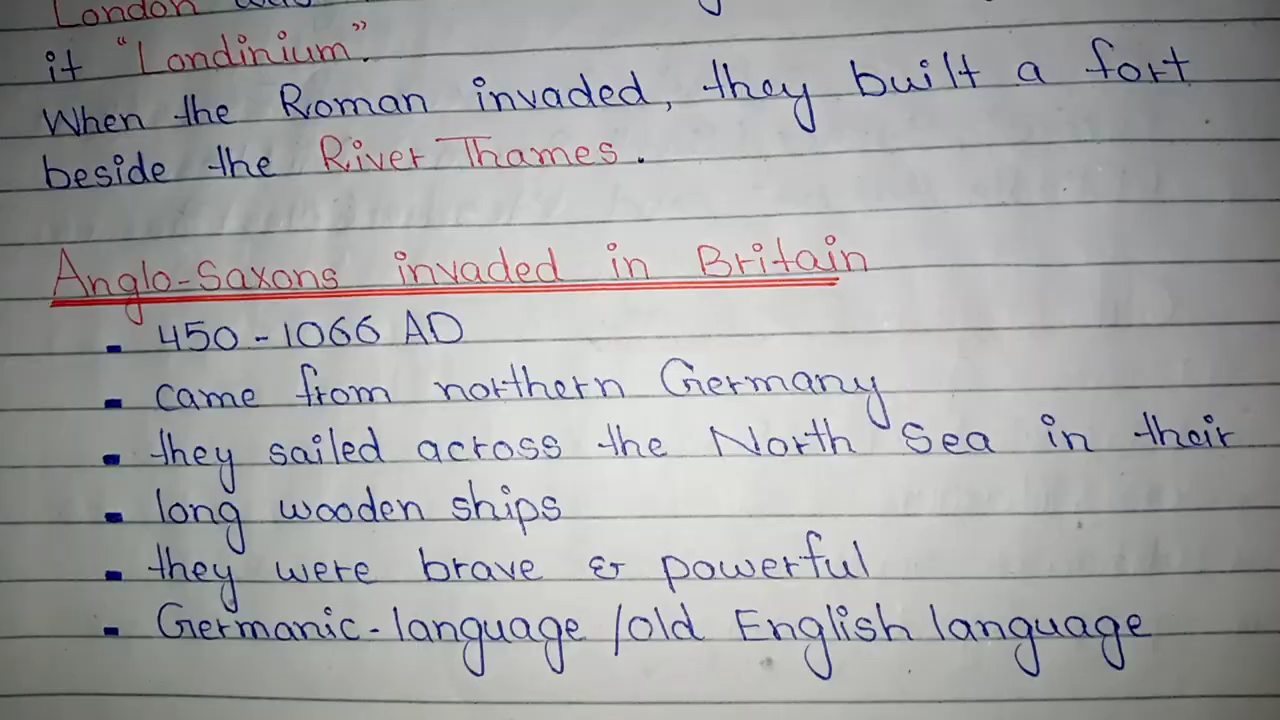 London
it "Londinium".
When the Roman invaded, they built a fort
beside the River Thames.
Anglo-Saxons invaded in Britain
- 450-1066 AD
- came from northern Germany
- they sailed across the North Sea in their
- long wooden ships
- they were brave & powerful
- Germanic-language /old English language